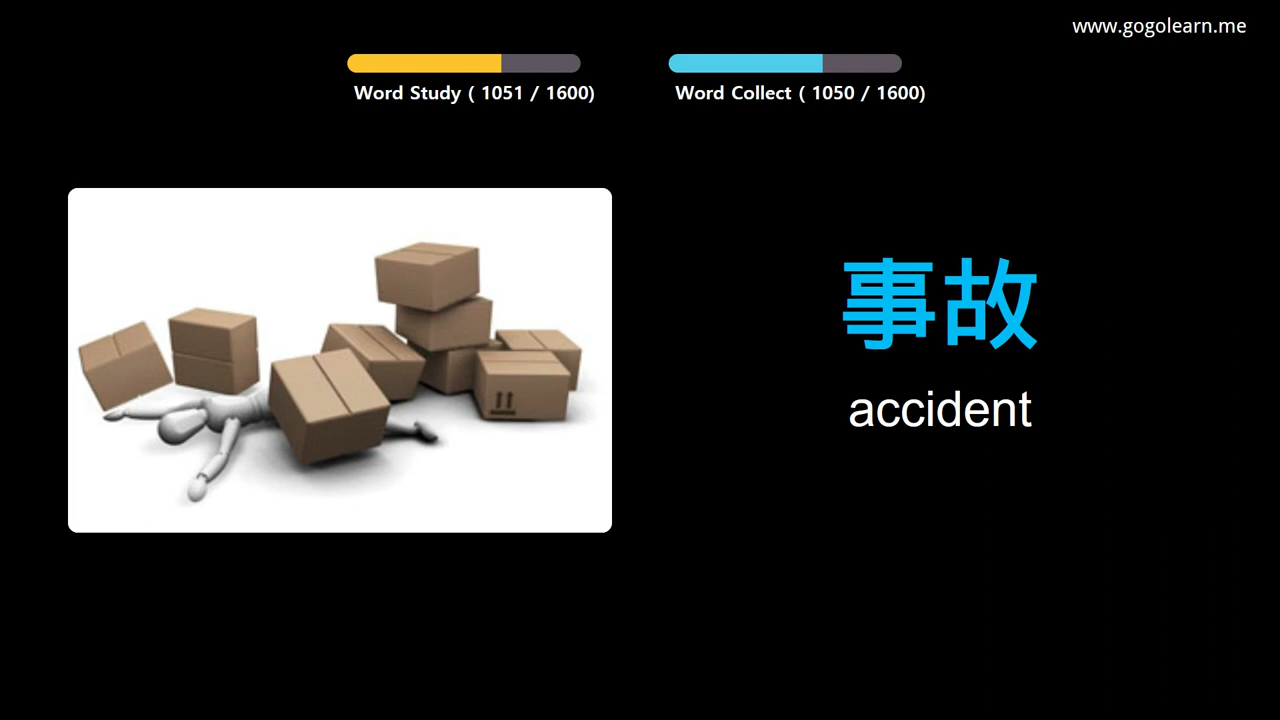 www.gogolearn.me
Word Study ( 1051 / 1600)
Word Collect ( 1050 / 1600)
事故
accident